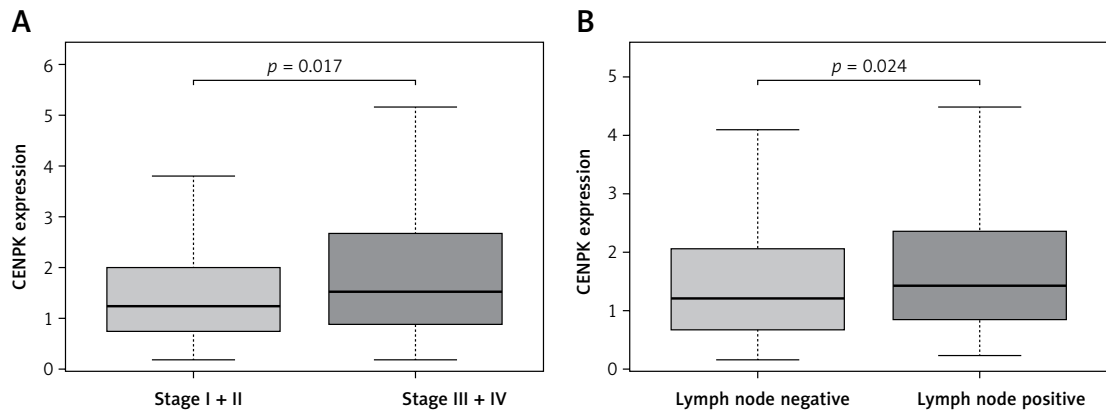 A
CENPK expression
6
5
4
3
2
1
0
p = 0.017
Stage I + II
Stage III + IV
B
CENPK expression
5
4
3
2
1
0
p = 0.024
Lymph node negative
Lymph node positive